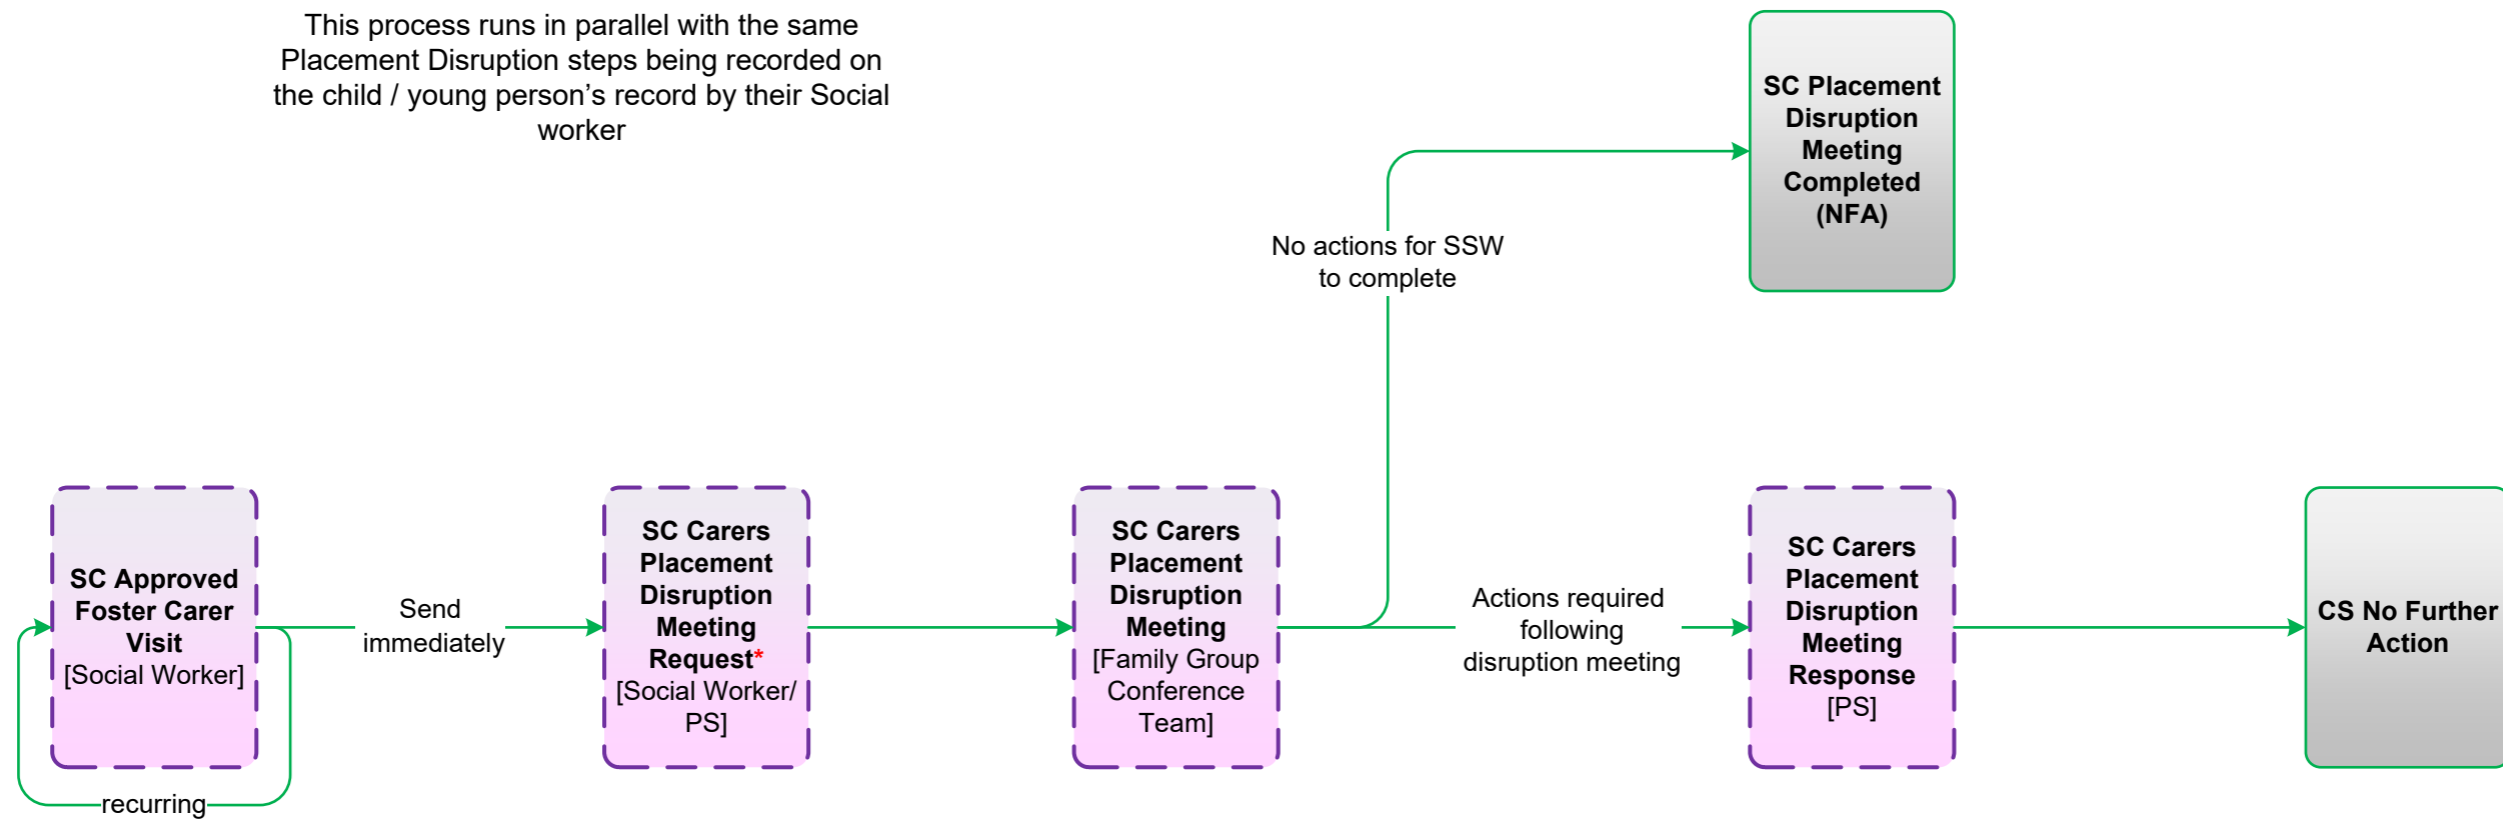 This process runs in parallel with the same
Placement Disruption steps being recorded on
the child / young person’s record by their Social
worker
SC Placement
Disruption
Meeting
Completed
(NFA)
No actions for SSW
to complete
SC Approved
Foster Carer
Visit
[Social Worker]
recurring
Send
immediately
SC Carers
Placement
Disruption
Meeting
Request*
[Social Worker/
PS]
SC Carers
Placement
Disruption
Meeting
[Family Group
Conference
Team]
Actions required
following
disruption meeting
SC Carers
Placement
Disruption
Meeting
Response
[PS]
CS No Further
Action